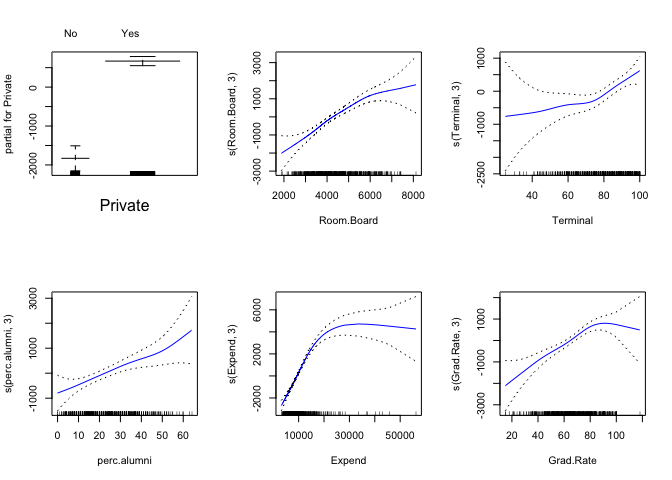 No Yes
partial for Private
0
-1000
-2000
Private
s(Room.Board, 3)
3000
1000
-1000
-3000
2000 4000 6000 8000
Room.Board
s(Terminal, 3)
1000
0
-1000
-2500
40 60 80 100
Terminal
s(perc.alumni, 3)
3000
1000
-1000
0 10 20 30 40 50 60
perc.alumni
s(Expend, 3)
6000
2000
-2000
10000 30000 50000
Expend
s(Grad.Rate, 3)
1000
-1000
-3000
20 40 60 80 100
Grad.Rate